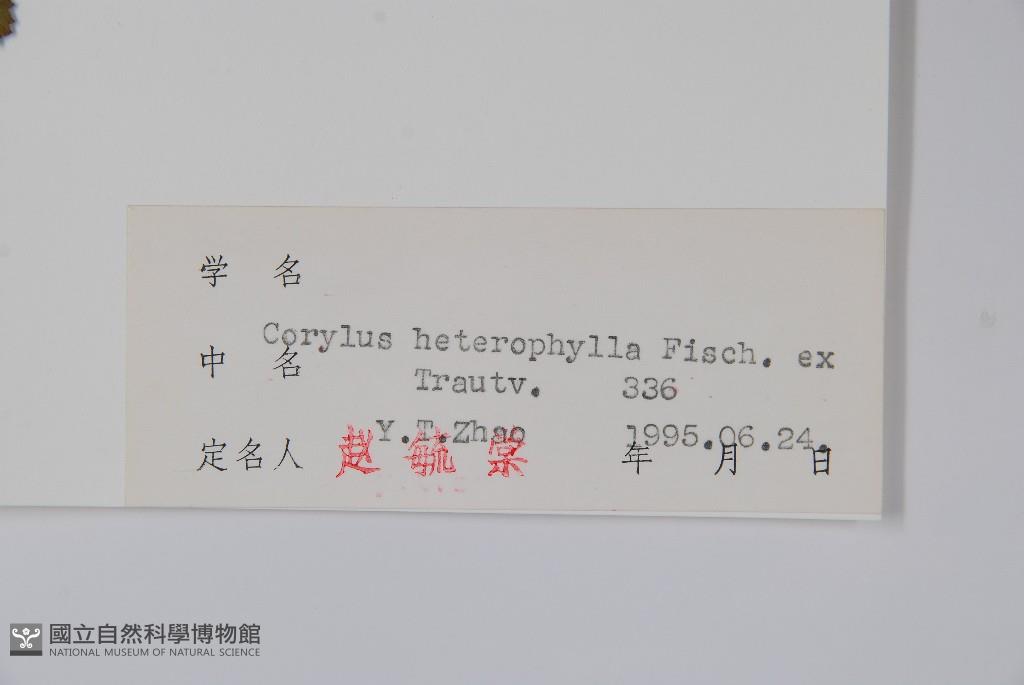 学 名
Corylus heterophylla Fisch. ex
中 名
Trautv. 336
Y.T.Zhao 1995.06.24.
定名人 赵毓棠 年 月 日
國立自然科學博物館
NATIONAL MUSEUM OF NATURAL SCIENCE